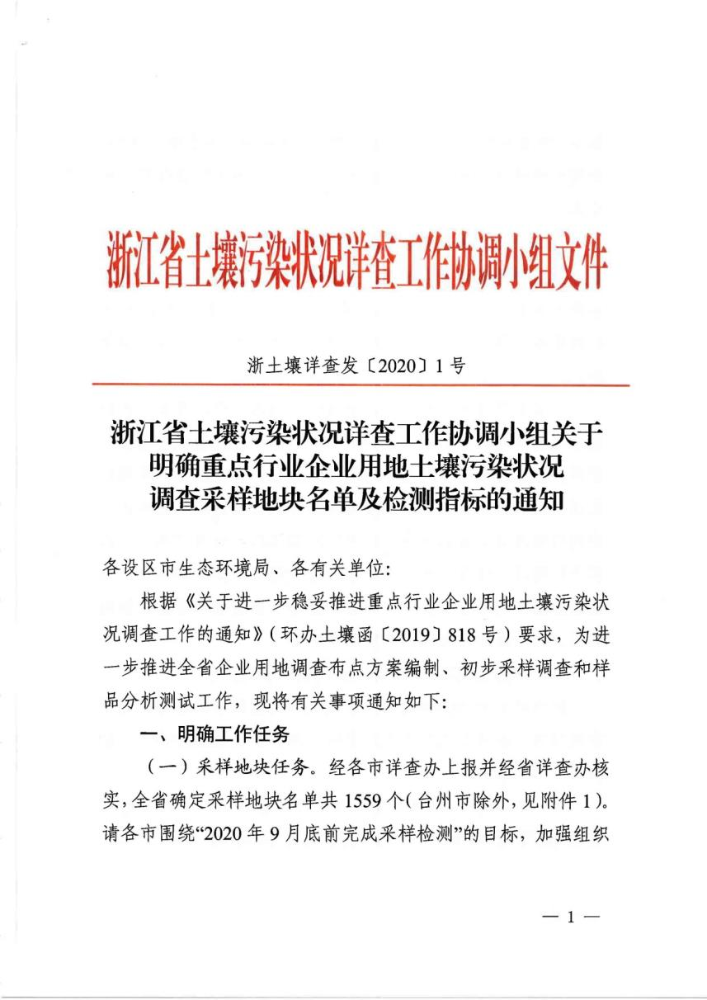 浙江省土壤污染状况详查工作协调小组文件
浙土壤详查发〔2020〕1号
浙江省土壤污染状况详查工作协调小组关于
明确重点行业企业用地土壤污染状况
调查采样地块名单及检测指标的通知
各设区市生态环境局、各有关单位:
根据《关于进一步稳妥推进重点行业企业用地土壤污染状
况调查工作的通知》(环办土壤函〔2019〕818号)要求，为进
一步推进全省企业用地调查布点方案编制、初步采样调查和样
品分析测试工作，现将有关事项通知如下:
一、明确工作任务
(一)采样地块任务。经各市详查办上报并经省详查办核
实,全省确定采样地块名单共1559个(台州市除外,见附件1)。
请各市围绕“2020年9月底前完成采样检测”的目标，加强组织
— 1 —